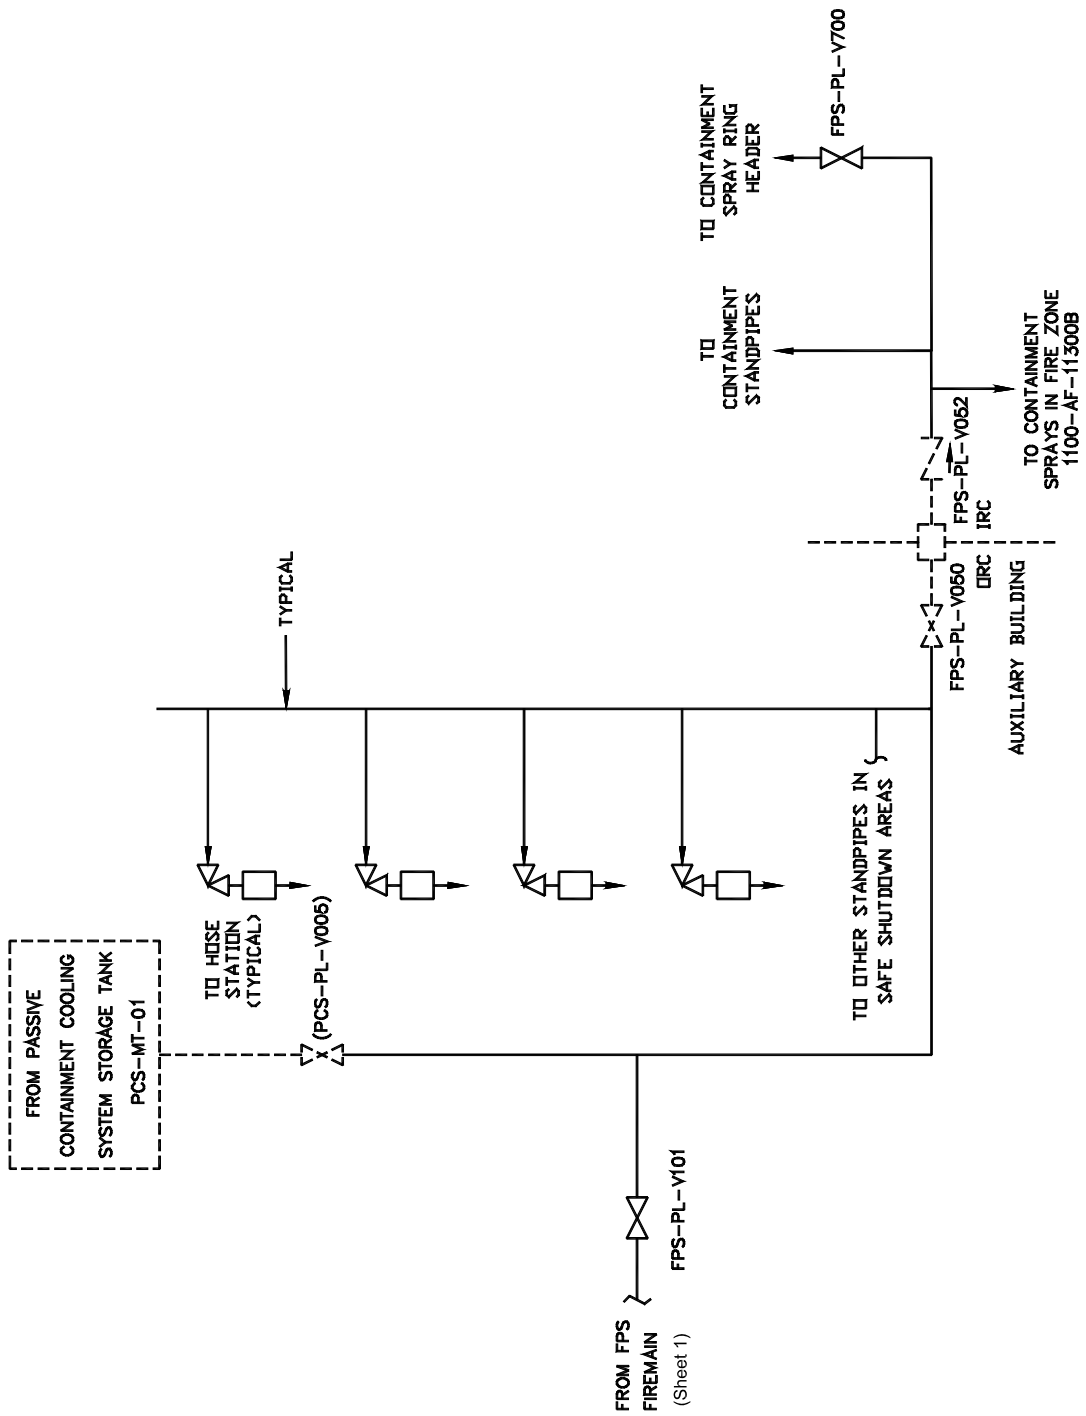 FROM PASSIVE
CONTAINMENT COOLING
SYSTEM STORAGE TANK
PCS-MT-01
(PCS-PL-V005)
TO HOSE
STATION
(TYPICAL)
TYPICAL
FROM FPS
FIREMAIN
(Sheet 1)
FPS-PL-V101
TO OTHER STANDPIPES IN
SAFE SHUTDOWN AREAS
AUXILIARY BUILDING
FPS-PL-V050
ORC
IRC
FPS-PL-V052
TO
CONTAINMENT
STANDPIPES
TO CONTAINMENT
SPRAY RING
HEADER
FPS-PL-V700
TO CONTAINMENT
SPRAYS IN FIRE ZONE
1100-AF-11300B